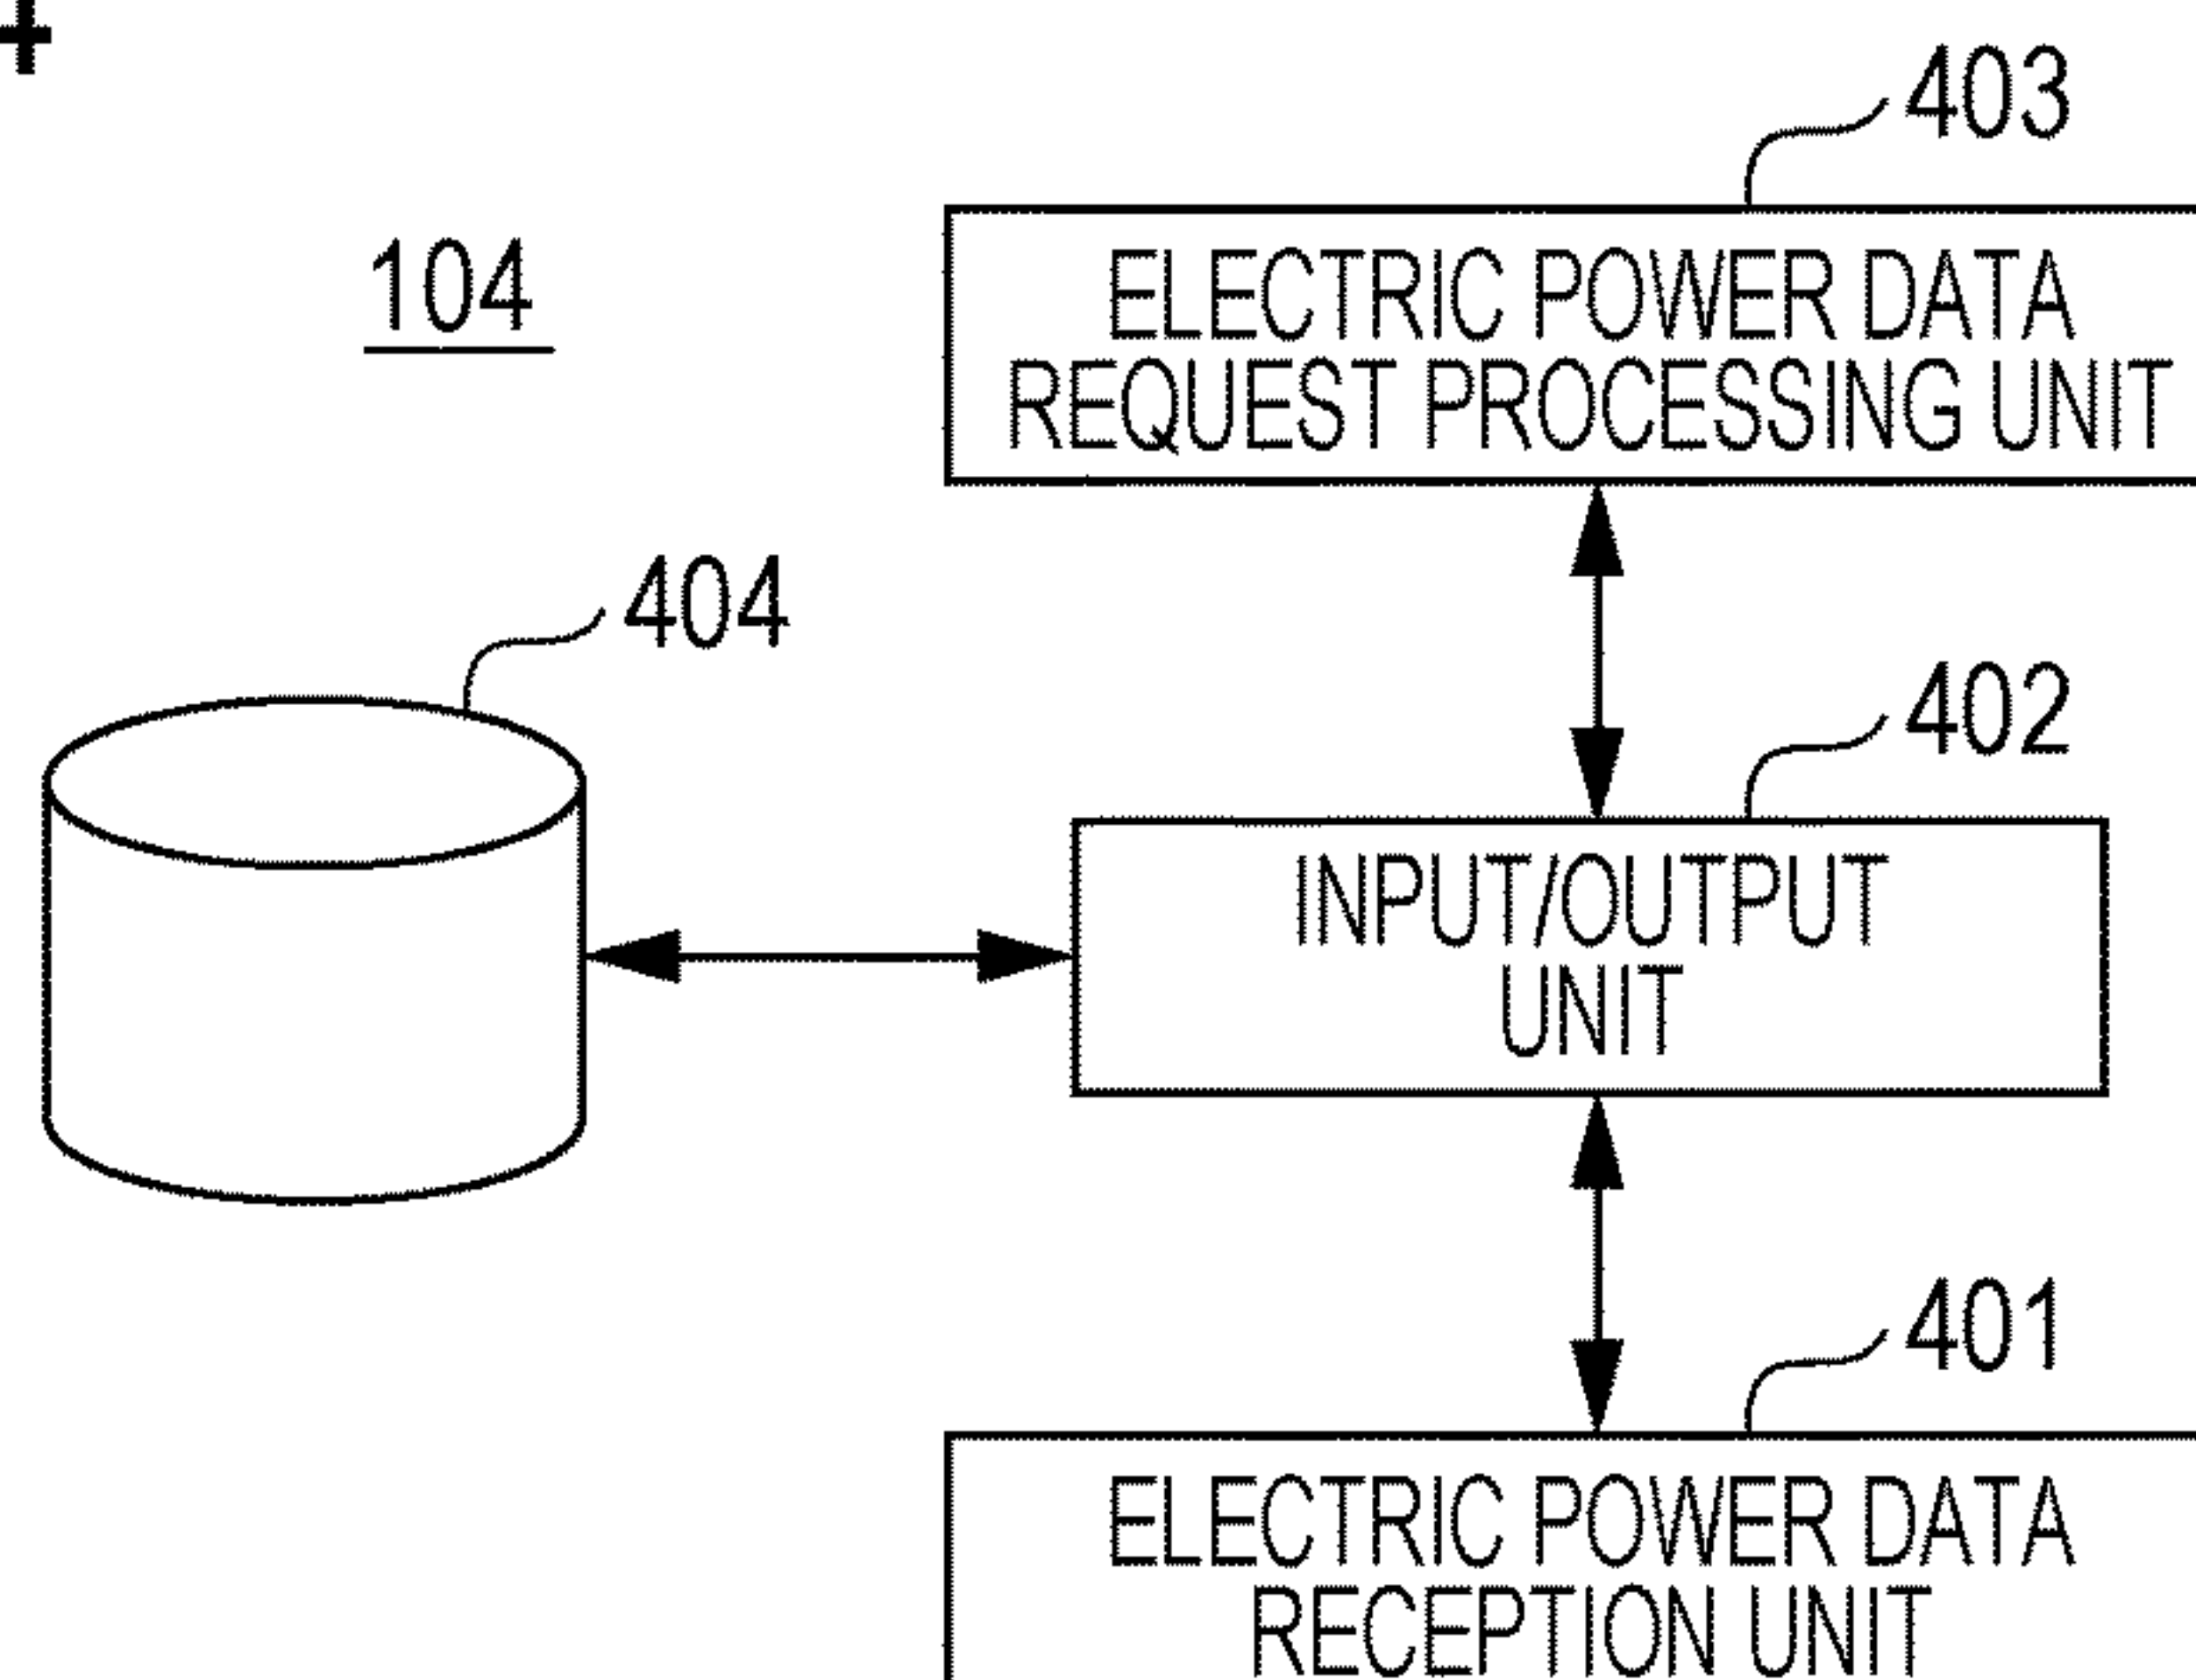 403
104
ELECTRIC POWER DATA
REQUEST PROCESSING UNIT
404
402
INPUT/OUTPUT
UNIT
401
ELECTRIC POWER DATA
RECEPTION UNIT